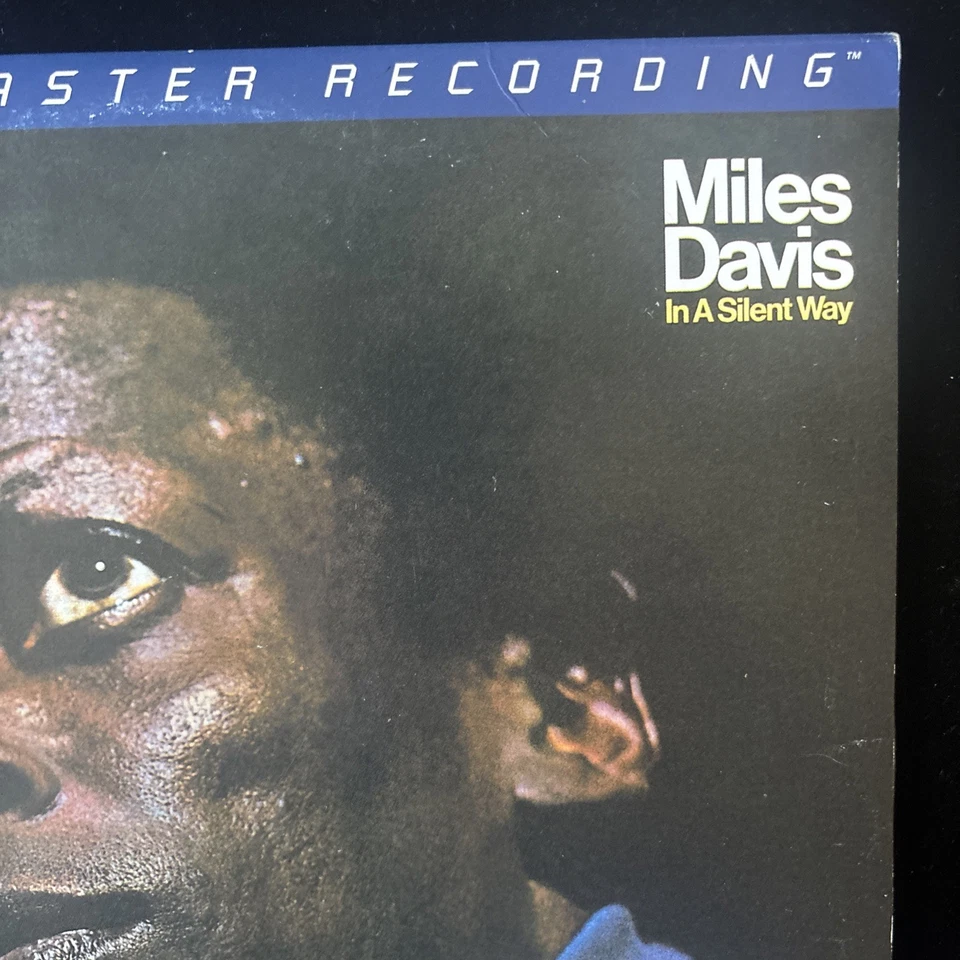 ASTER RECORDING™
Miles
Davis
In A Silent Way